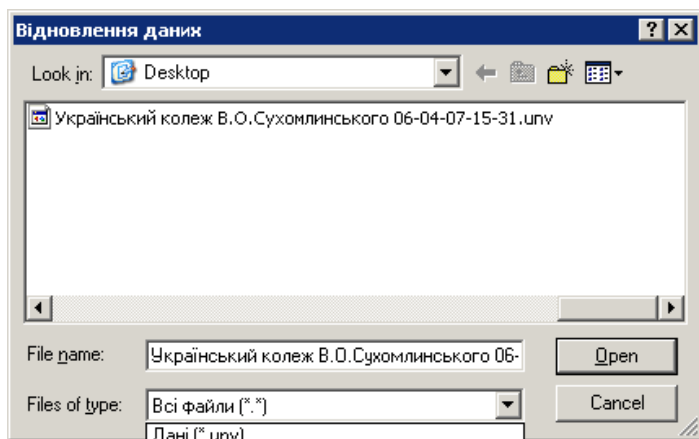 Відновлення даних
Look in: Desktop
Український колеж В.О.Сухомлинського 06-04-07-15-31.unv
File name: Український колеж В.О.Сухомлинського 06- Open
Files of type: Всі файли (*.*) Cancel
Дані (*.unv)